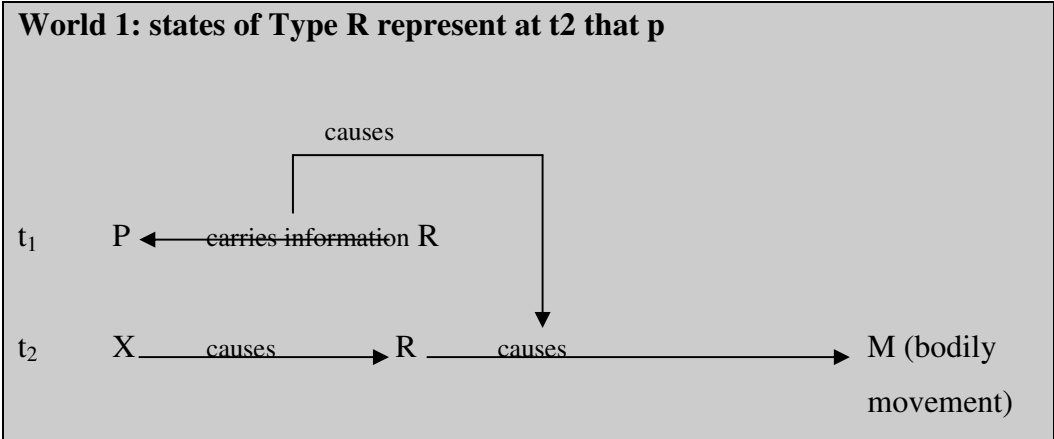 World 1: states of Type R represent at t2 that p
causes
t₁ P carries information R
t₂ X causes R causes M (bodily
movement)